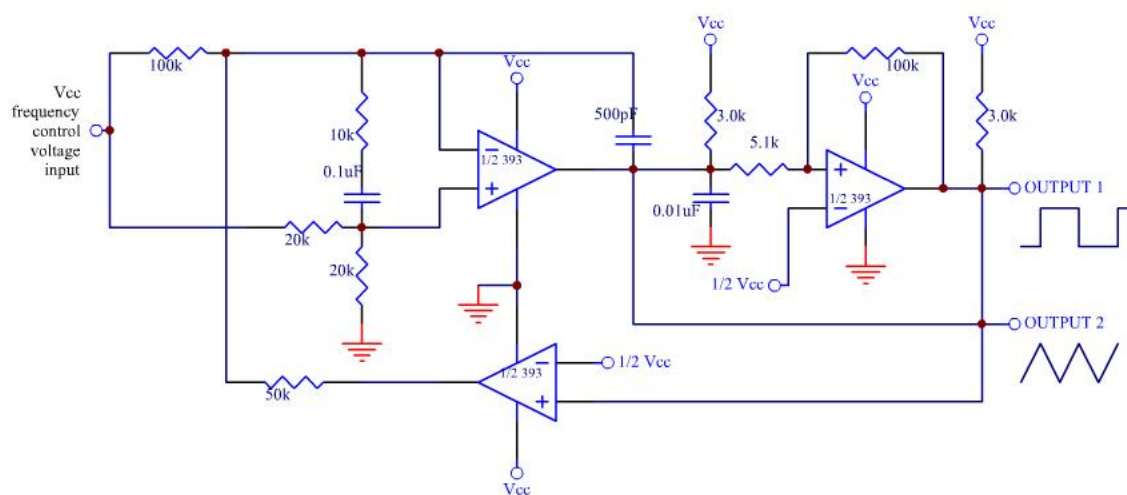 Vcc
frequency
control
voltage
input
100k
10k
0.1uF
20k
20k
Vcc
1/2 393
500pF
Vcc
3.0k
0.01uF
5.1k
100k
Vcc
1/2 393
1/2 Vcc
Vcc
3.0k
OUTPUT 1
OUTPUT 2
50k
1/2 393
1/2 Vcc
Vcc